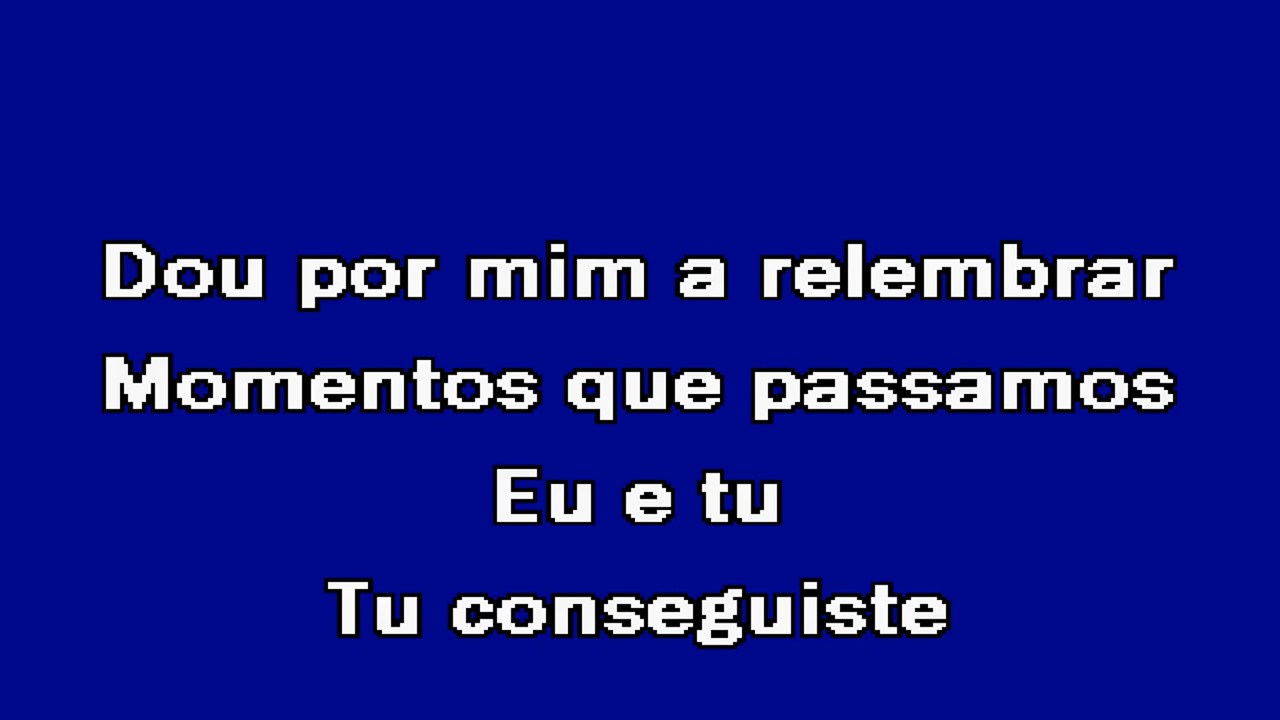 Dou por mim a relembrar
Momentos que passamos
Eu e tu
Tu conseguiste